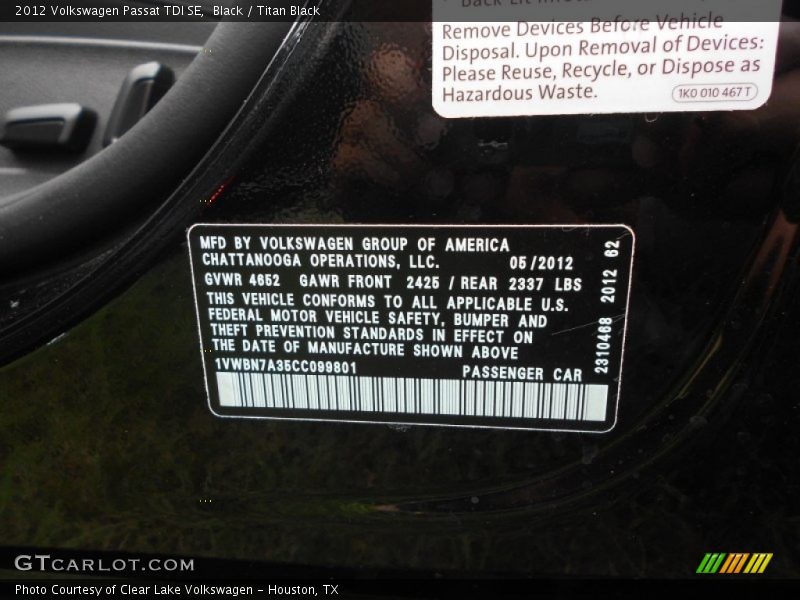 2012 Volkswagen Passat TDI SE, Black / Titan Black
Remove Devices Before Vehicle
Disposal. Upon Removal of Devices:
Please Reuse, Recycle, or Dispose as
Hazardous Waste.
1K0 010 467 T
MFD BY VOLKSWAGEN GROUP OF AMERICA
CHATTANOOGA OPERATIONS, LLC. 05/2012
GVWR 4652 GAWR FRONT 2425 / REAR 2337 LBS
THIS VEHICLE CONFORMS TO ALL APPLICABLE U.S.
FEDERAL MOTOR VEHICLE SAFETY, BUMPER AND
THEFT PREVENTION STANDARDS IN EFFECT ON
THE DATE OF MANUFACTURE SHOWN ABOVE
1VWBN7A35CC099801 PASSENGER CAR
2310468 2012 62
GTCARLOT.COM
Photo Courtesy of Clear Lake Volkswagen - Houston, TX